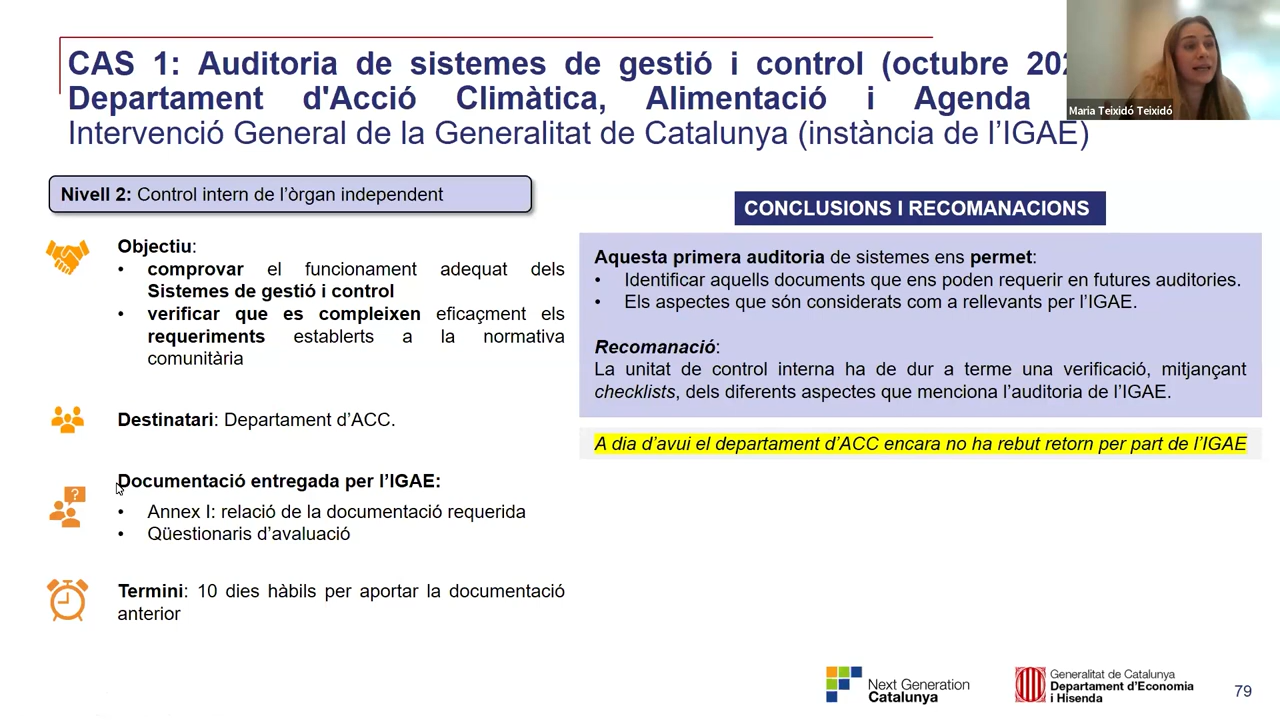 CAS 1: Auditoria de sistemes de gestió i control (octubre
Departament d'Acció Climàtica, Alimentació i Agenda
Intervenció General de la Generalitat de Catalunya (instància de l’IGAE)
Maria Teixidó Teixidó
Nivell 2: Control intern de l’òrgan independent
Objectiu:
• comprovar el funcionament adequat dels
Sistemes de gestió i control
• verificar que es compleixen eficaçment els
requeriments establerts a la normativa
comunitària
Destinatari: Departament d’ACC.
Documentació entregada per l’IGAE:
• Annex I: relació de la documentació requerida
• Qüestionaris d’avaluació
Termini: 10 dies hàbils per aportar la documentació
anterior
CONCLUSIONS I RECOMANACIONS
Aquesta primera auditoria de sistemes ens permet:
• Identificar aquells documents que ens poden requerir en futures auditories.
• Els aspectes que són considerats com a rellevants per l’IGAE.
Recomanació:
La unitat de control interna ha de dur a terme una verificació, mitjançant
checklists, dels diferents aspectes que menciona l’auditoria de l’IGAE.
A dia d’avui el departament d’ACC encara no ha rebut retorn per part de l’IGAE
Next Generation
Catalunya
Generalitat de Catalunya
Departament d’Economia
i Hisenda
79